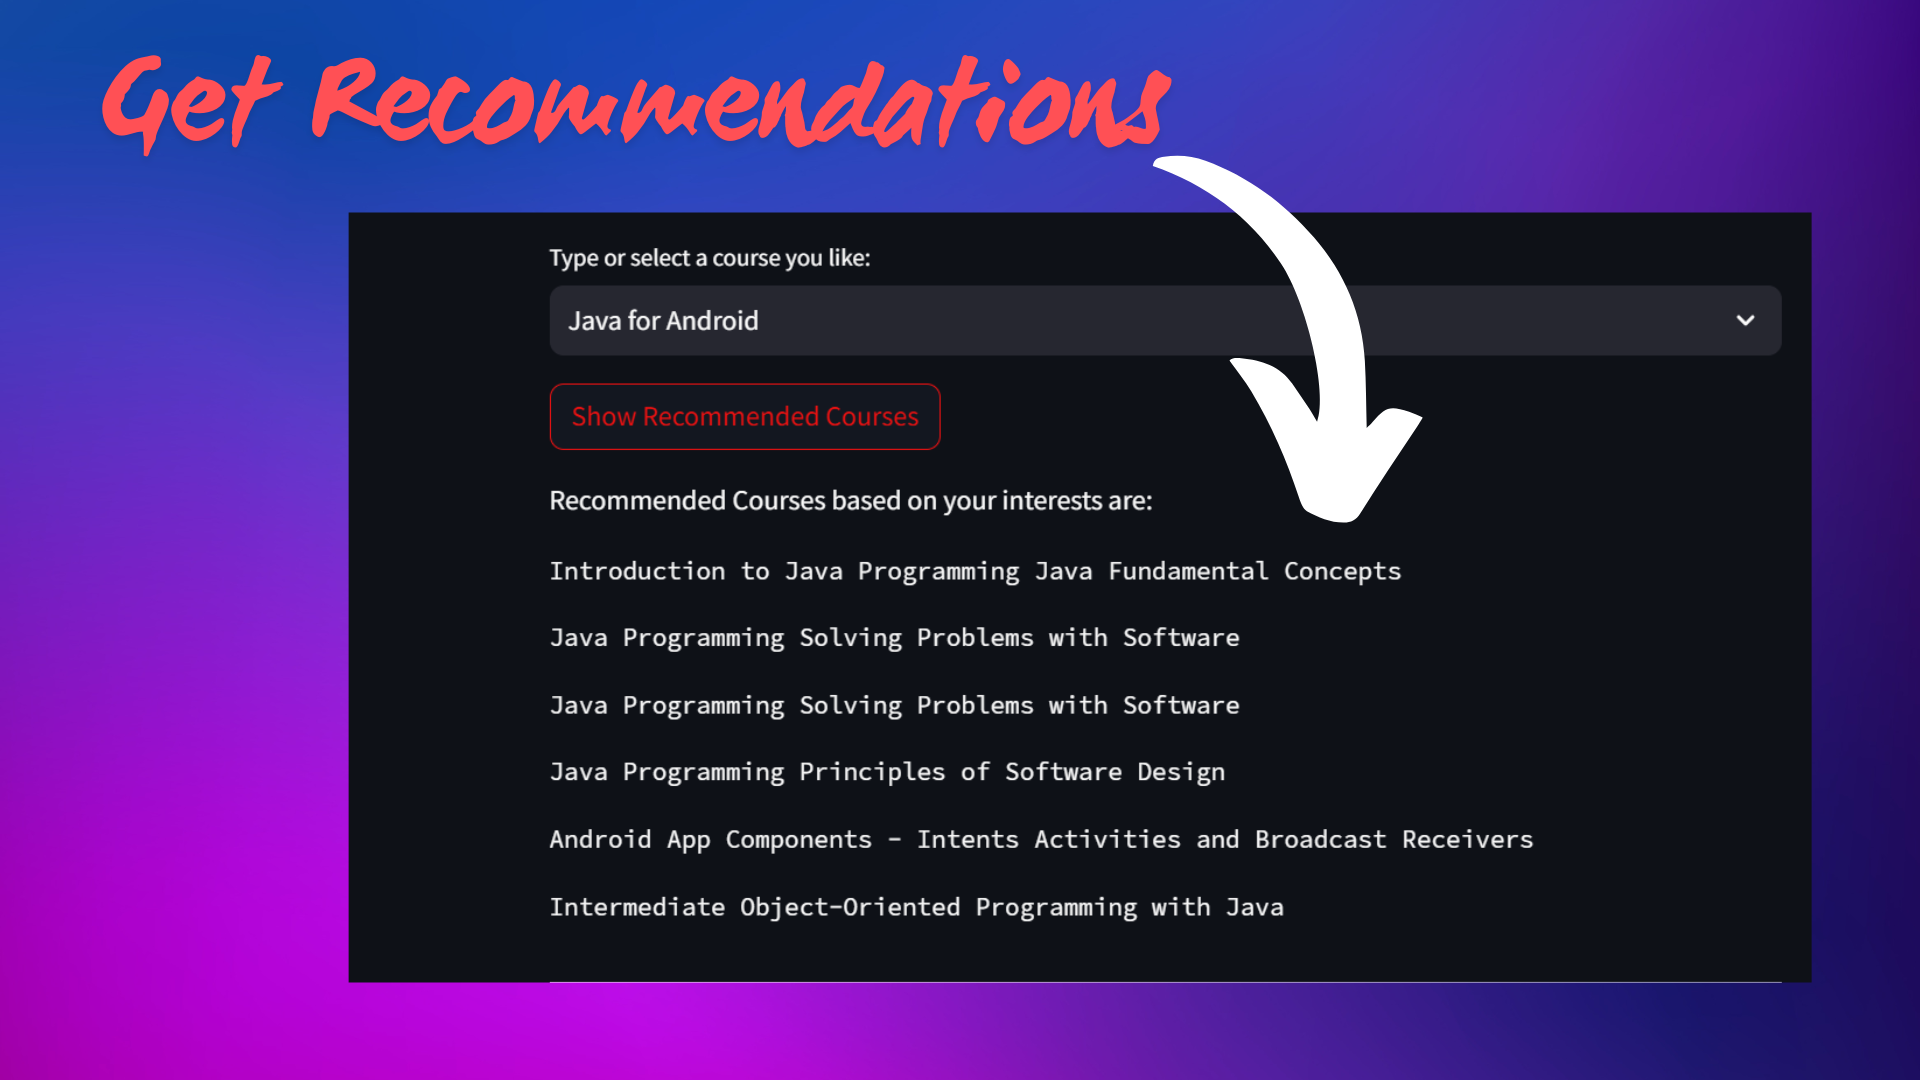 Get Recommendations
Type or select a course you like:
Java for Android
Show Recommended Courses
Recommended Courses based on your interests are:
Introduction to Java Programming Java Fundamental Concepts
Java Programming Solving Problems with Software
Java Programming Solving Problems with Software
Java Programming Principles of Software Design
Android App Components - Intents Activities and Broadcast Receivers
Intermediate Object-Oriented Programming with Java